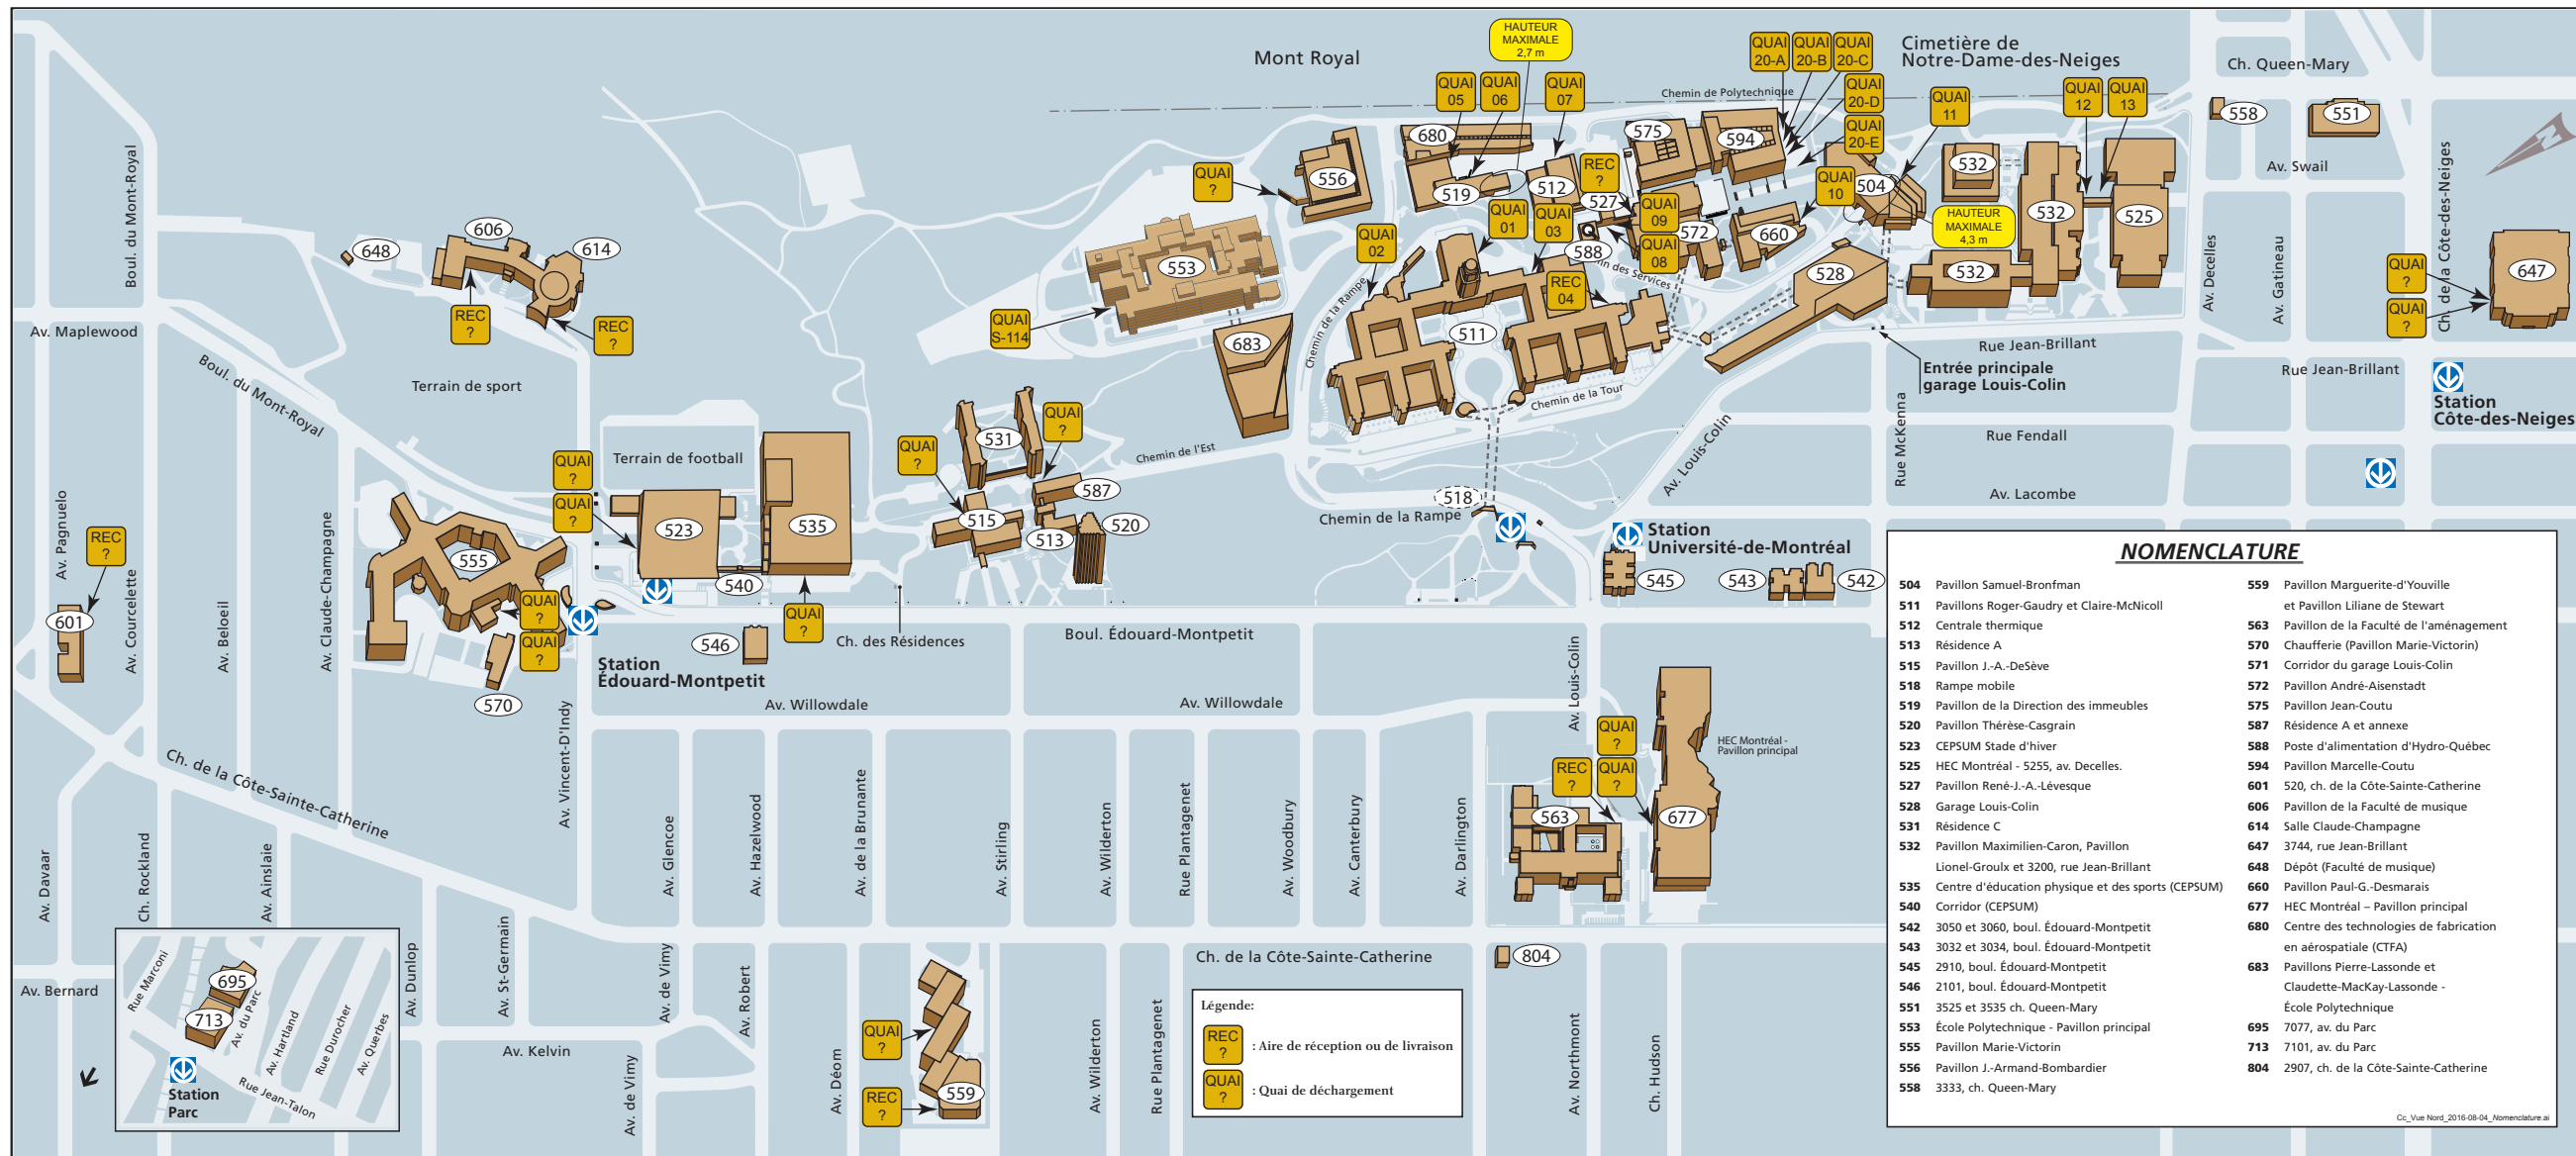 Mont Royal
HAUTEUR
MAXIMALE
2,7 m
Cimetière de
Notre-Dame-des-Neiges
Ch. Queen-Mary
Chemin de Polytechnique
QUAI
05
QUAI
06
QUAI
07
QUAI
20-A
QUAI
20-B
QUAI
20-C
QUAI
20-D
QUAI
20-E
QUAI
11
QUAI
12
QUAI
13
558
551
Av. Swail
680
575
594
532
504
QUAI
10
HAUTEUR
MAXIMALE
4,3 m
532
525
532
QUAI
?
556
519
512
REC
?
527
QUAI
09
QUAI
08
572
660
588
QUAI
01
QUAI
03
QUAI
02
REC
04
528
Boul. du Mont-Royal
648
606
614
REC
?
REC
?
553
QUAI
S-114
683
Chemin de la Rampe
511
Chemin de la Tour
Av. Decelles
Av. Gatineau
Ch. de la Côte-des-Neiges
QUAI
?
QUAI
?
647
Av. Maplewood
Boul. du Mont-Royal
Terrain de sport
Rue Jean-Brillant
Rue Jean-Brillant
Entrée principale
garage Louis-Colin
Station
Côte-des-Neiges
Rue McKenna
Rue Fendall
Av. Lacombe
Av. Louis-Colin
Av. Pagnuelo
REC
?
601
Av. Courcelette
Av. Beloeil
Av. Claude-Champagne
555
QUAI
?
QUAI
?
570
QUAI
?
QUAI
?
Terrain de football
523
535
540
QUAI
?
546
Station
Édouard-Montpetit
Ch. des Résidences
QUAI
?
531
QUAI
?
587
515
513
520
Chemin de l'Est
Chemin de la Rampe
518
Station
Université-de-Montréal
545
543
542
Boul. Édouard-Montpetit
Av. Willowdale
Av. Willowdale
Av. Vincent-D'Indy
Av. Louis-Colin
HEC Montréal -
Pavillon principal
QUAI
?
REC
?
QUAI
?
563
677
Ch. de la Côte-Sainte-Catherine
Av. Davaar
Ch. Rockland
Av. Ainslaie
Av. Glencoe
Av. Hazelwood
Av. de la Brunante
Av. Stirling
Av. Wilderton
Rue Plantagenet
Av. Woodbury
Av. Canterbury
Av. Darlington
Av. Bernard
Av. Dunlop
Av. St-Germain
Av. de Vimy
Av. Robert
Av. Kelvin
Av. de Vimy
Av. Déom
QUAI
?
REC
?
559
Av. Wilderton
Rue Plantagenet
Ch. de la Côte-Sainte-Catherine
804
Av. Northmont
Ch. Hudson
Rue Marconi
695
713
Av. du Parc
Av. Hartland
Rue Durocher
Av. Querbes
Rue Jean-Talon
Station
Parc
Légende:
REC
?
: Aire de réception ou de livraison
QUAI
?
: Quai de déchargement
NOMENCLATURE
504 Pavillon Samuel-Bronfman
511 Pavillons Roger-Gaudry et Claire-McNicoll
512 Centrale thermique
513 Résidence A
515 Pavillon J.-A.-DeSève
518 Rampe mobile
519 Pavillon de la Direction des immeubles
520 Pavillon Thérèse-Casgrain
523 CEPSUM Stade d'hiver
525 HEC Montréal - 5255, av. Decelles.
527 Pavillon René-J.-A.-Lévesque
528 Garage Louis-Colin
531 Résidence C
532 Pavillon Maximilien-Caron, Pavillon
Lionel-Groulx et 3200, rue Jean-Brillant
535 Centre d'éducation physique et des sports (CEPSUM)
540 Corridor (CEPSUM)
542 3050 et 3060, boul. Édouard-Montpetit
543 3032 et 3034, boul. Édouard-Montpetit
545 2910, boul. Édouard-Montpetit
546 2101, boul. Édouard-Montpetit
551 3525 et 3535 ch. Queen-Mary
553 École Polytechnique - Pavillon principal
555 Pavillon Marie-Victorin
556 Pavillon J.-Armand-Bombardier
558 3333, ch. Queen-Mary
559 Pavillon Marguerite-d'Youville
et Pavillon Liliane de Stewart
563 Pavillon de la Faculté de l'aménagement
570 Chaufferie (Pavillon Marie-Victorin)
571 Corridor du garage Louis-Colin
572 Pavillon André-Aisenstadt
575 Pavillon Jean-Coutu
587 Résidence A et annexe
588 Poste d'alimentation d'Hydro-Québec
594 Pavillon Marcelle-Coutu
601 520, ch. de la Côte-Sainte-Catherine
606 Pavillon de la Faculté de musique
614 Salle Claude-Champagne
647 3744, rue Jean-Brillant
648 Dépôt (Faculté de musique)
660 Pavillon Paul-G.-Desmarais
677 HEC Montréal – Pavillon principal
680 Centre des technologies de fabrication
en aérospatiale (CTFA)
683 Pavillons Pierre-Lassonde et
Claudette-MacKay-Lassonde -
École Polytechnique
695 7077, av. du Parc
713 7101, av. du Parc
804 2907, ch. de la Côte-Sainte-Catherine
Cc_Vue Nord_2016-08-04_Nomenclature.ai